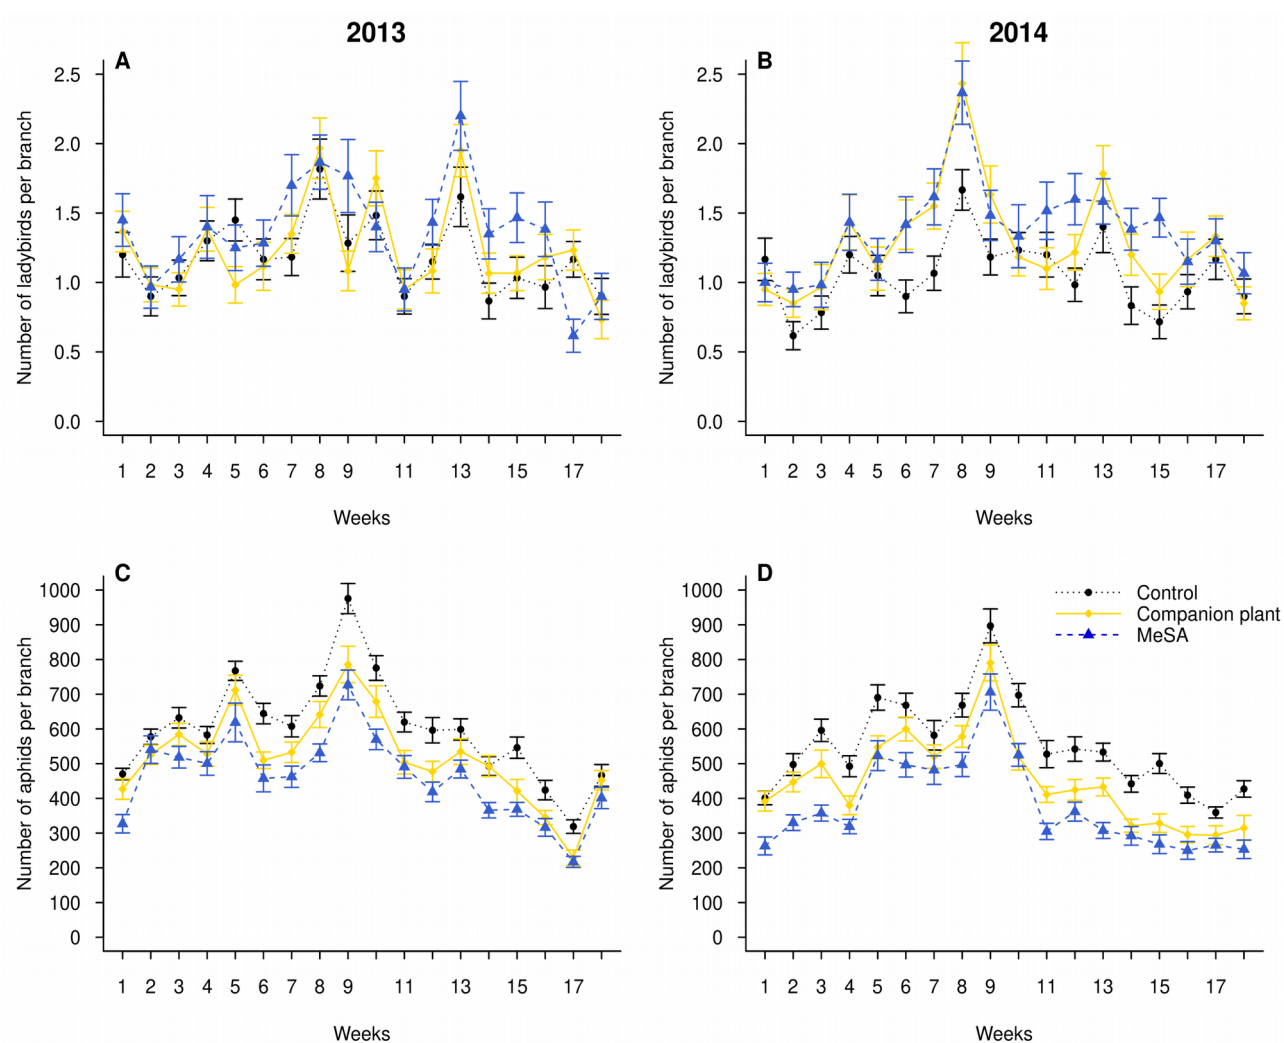 2013
2014
A
Number of ladybirds per branch
2.5
2.0
1.5
1.0
0.5
0.0
1 2 3 4 5 6 7 8 9 11 13 15 17
Weeks
B
Number of ladybirds per branch
2.5
2.0
1.5
1.0
0.5
0.0
1 2 3 4 5 6 7 8 9 11 13 15 17
Weeks
C
Number of aphids per branch
1000
900
800
700
600
500
400
300
200
100
0
1 2 3 4 5 6 7 8 9 11 13 15 17
Weeks
D
Number of aphids per branch
1000
900
800
700
600
500
400
300
200
100
0
1 2 3 4 5 6 7 8 9 11 13 15 17
Weeks
Control
Companion plant
MeSA